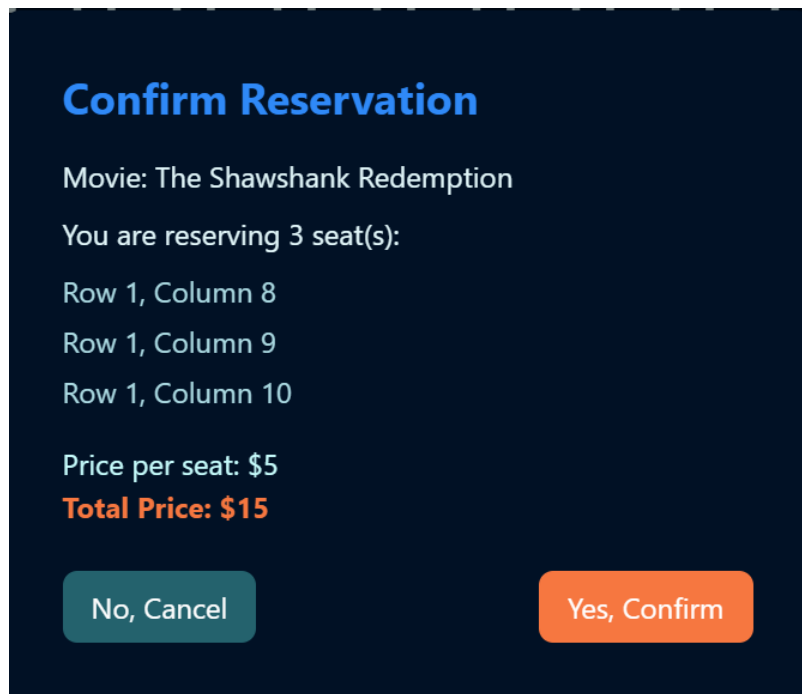 Confirm Reservation
Movie: The Shawshank Redemption
You are reserving 3 seat(s):
Row 1, Column 8
Row 1, Column 9
Row 1, Column 10
Price per seat: $5
Total Price: $15
No, Cancel
Yes, Confirm